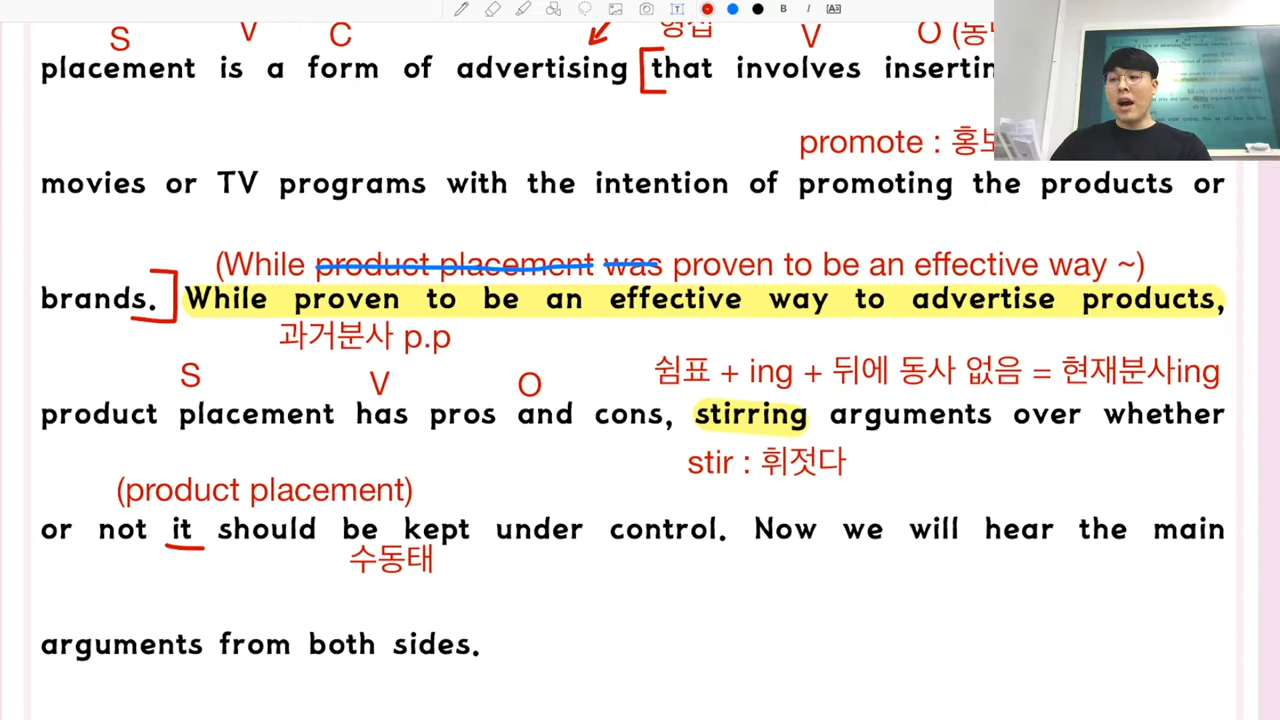 S V C V O
placement is a form of advertising [that involves
promote :
movies or TV programs with the intention of promoting the products or
(While product placement was proven to be an effective way ~)
brands.] While proven to be an effective way to advertise products,
과거분사 p.p
S V O 쉼표 + ing + 뒤에 동사 없음 = 현재분사ing
product placement has pros and cons, stirring arguments over whether
stir : 휘젓다
(product placement)
or not it should be kept under control. Now we will hear the main
수동태
arguments from both sides.